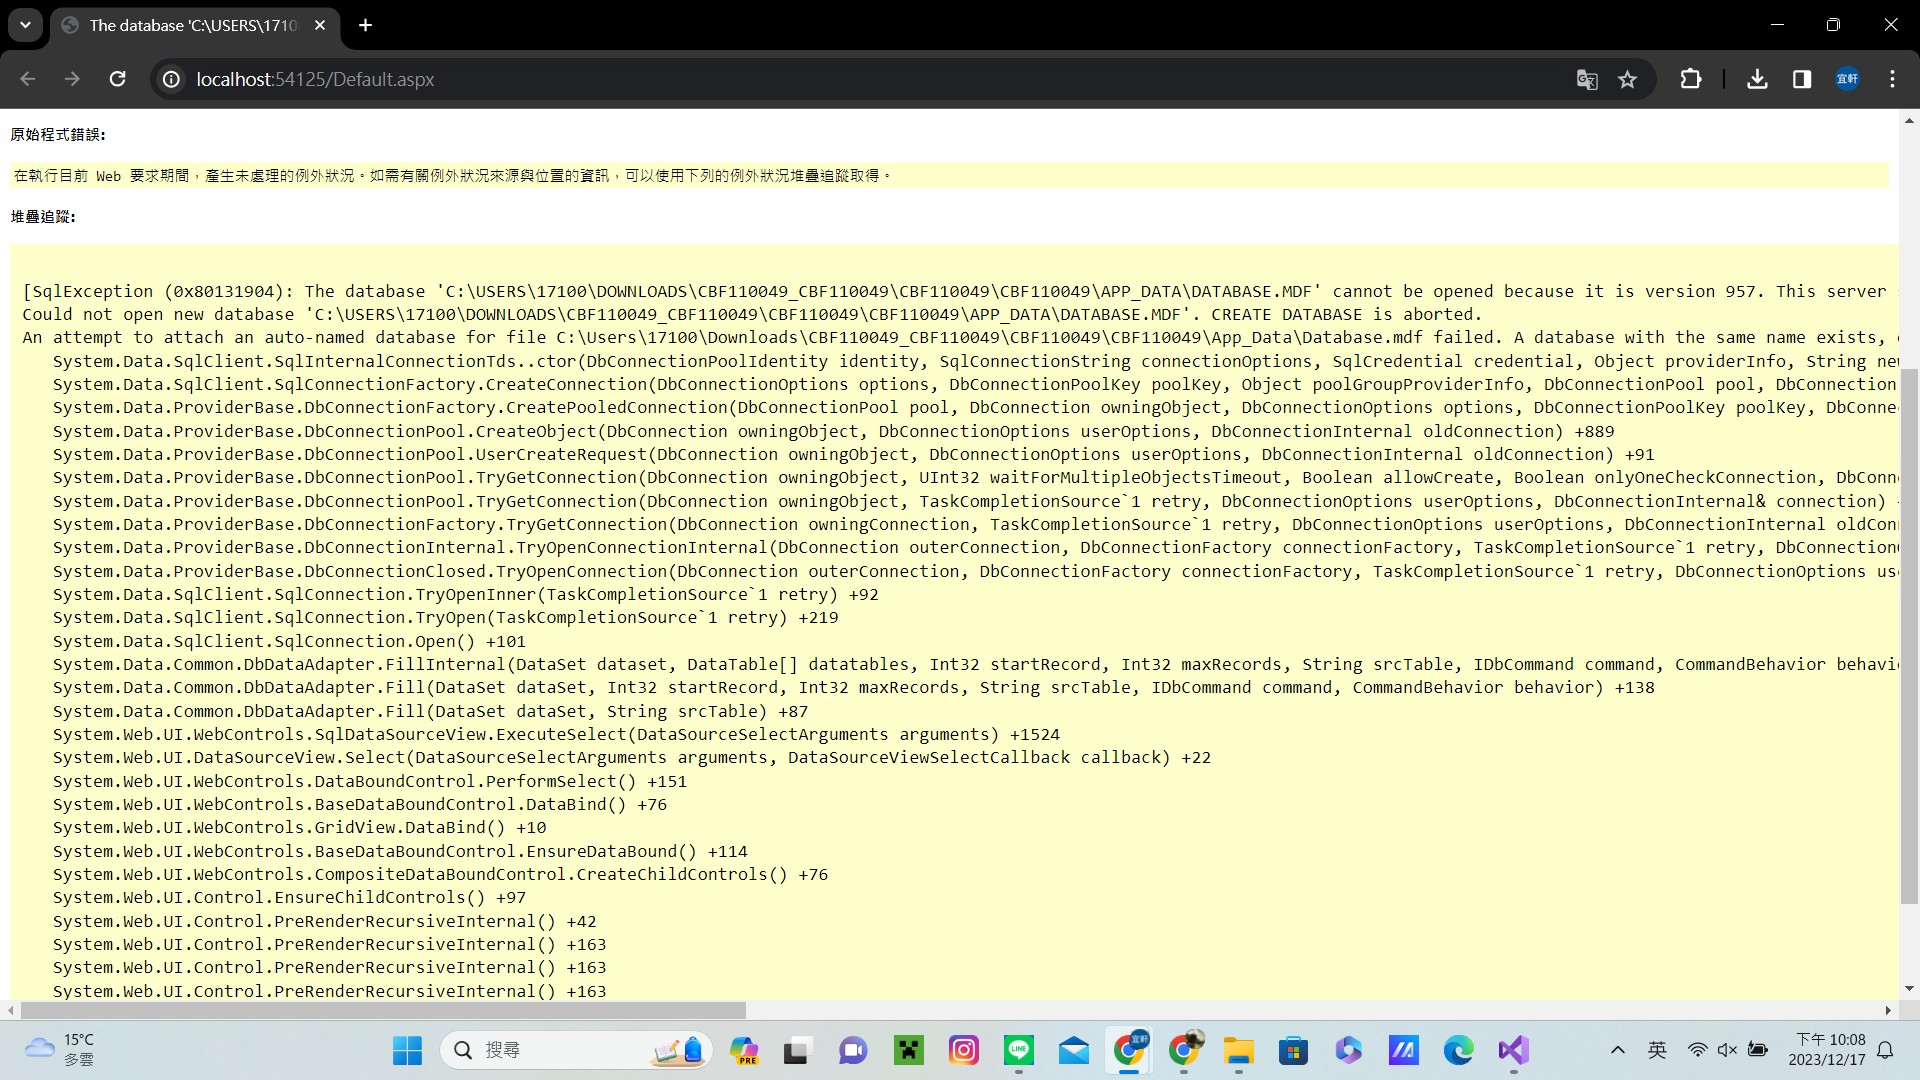 The database 'C:\USERS\1710
localhost:54125/Default.aspx
宜軒
原始程式錯誤:
在執行目前 Web 要求期間，產生未處理的例外狀況。如需有關例外狀況來源與位置的資訊，可以使用下列的例外狀況堆疊追蹤取得。
堆疊追蹤:
[SqlException (0x80131904): The database 'C:\USERS\17100\DOWNLOADS\CBF110049_CBF110049\CBF110049\CBF110049\APP_DATA\DATABASE.MDF' cannot be opened because it is version 957. This server
Could not open new database 'C:\USERS\17100\DOWNLOADS\CBF110049_CBF110049\CBF110049\CBF110049\APP_DATA\DATABASE.MDF'. CREATE DATABASE is aborted.
An attempt to attach an auto-named database for file C:\Users\17100\Downloads\CBF110049_CBF110049\CBF110049\CBF110049\App_Data\Database.mdf failed. A database with the same name exists,
System.Data.SqlClient.SqlInternalConnectionTds..ctor(DbConnectionPoolIdentity identity, SqlConnectionString connectionOptions, SqlCredential credential, Object providerInfo, String new
System.Data.SqlClient.SqlConnectionFactory.CreateConnection(DbConnectionOptions options, DbConnectionPoolKey poolKey, Object poolGroupProviderInfo, DbConnectionPool pool, DbConnection
System.Data.ProviderBase.DbConnectionFactory.CreatePooledConnection(DbConnectionPool pool, DbConnection owningObject, DbConnectionOptions options, DbConnectionPoolKey poolKey, DbConne
System.Data.ProviderBase.DbConnectionPool.CreateObject(DbConnection owningObject, DbConnectionOptions userOptions, DbConnectionInternal oldConnection) +889
System.Data.ProviderBase.DbConnectionPool.UserCreateRequest(DbConnection owningObject, DbConnectionOptions userOptions, DbConnectionInternal oldConnection) +91
System.Data.ProviderBase.DbConnectionPool.TryGetConnection(DbConnection owningObject, UInt32 waitForMultipleObjectsTimeout, Boolean allowCreate, Boolean onlyOneCheckConnection, DbConn
System.Data.ProviderBase.DbConnectionPool.TryGetConnection(DbConnection owningObject, TaskCompletionSource`1 retry, DbConnectionOptions userOptions, DbConnectionInternal& connection)
System.Data.ProviderBase.DbConnectionFactory.TryGetConnection(DbConnection owningConnection, TaskCompletionSource`1 retry, DbConnectionOptions userOptions, DbConnectionInternal oldCon
System.Data.ProviderBase.DbConnectionInternal.TryOpenConnectionInternal(DbConnection outerConnection, DbConnectionFactory connectionFactory, TaskCompletionSource`1 retry, DbConnection
System.Data.ProviderBase.DbConnectionClosed.TryOpenConnection(DbConnection outerConnection, DbConnectionFactory connectionFactory, TaskCompletionSource`1 retry, DbConnectionOptions us
System.Data.SqlClient.SqlConnection.TryOpenInner(TaskCompletionSource`1 retry) +92
System.Data.SqlClient.SqlConnection.TryOpen(TaskCompletionSource`1 retry) +219
System.Data.SqlClient.SqlConnection.Open() +101
System.Data.Common.DbDataAdapter.FillInternal(DataSet dataset, DataTable[] datatables, Int32 startRecord, Int32 maxRecords, String srcTable, IDbCommand command, CommandBehavior behavi
System.Data.Common.DbDataAdapter.Fill(DataSet dataSet, Int32 startRecord, Int32 maxRecords, String srcTable, IDbCommand command, CommandBehavior behavior) +138
System.Data.Common.DbDataAdapter.Fill(DataSet dataSet, String srcTable) +87
System.Web.UI.WebControls.SqlDataSourceView.ExecuteSelect(DataSourceSelectArguments arguments) +1524
System.Web.UI.DataSourceView.Select(DataSourceSelectArguments arguments, DataSourceViewSelectCallback callback) +22
System.Web.UI.WebControls.DataBoundControl.PerformSelect() +151
System.Web.UI.WebControls.BaseDataBoundControl.DataBind() +76
System.Web.UI.WebControls.GridView.DataBind() +10
System.Web.UI.WebControls.BaseDataBoundControl.EnsureDataBound() +114
System.Web.UI.WebControls.CompositeDataBoundControl.CreateChildControls() +76
System.Web.UI.Control.EnsureChildControls() +97
System.Web.UI.Control.PreRenderRecursiveInternal() +42
System.Web.UI.Control.PreRenderRecursiveInternal() +163
System.Web.UI.Control.PreRenderRecursiveInternal() +163
System.Web.UI.Control.PreRenderRecursiveInternal() +163
15°C
多雲
搜尋
PRE
LINE
宜軒
英
下午 10:08
2023/12/17